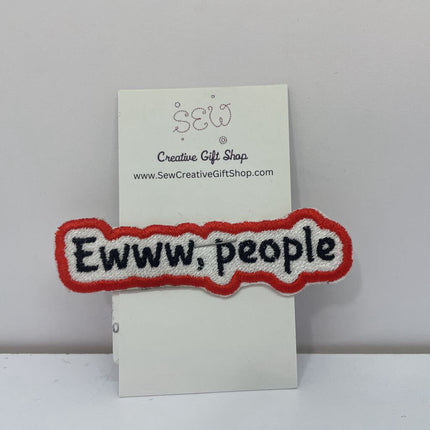 SEW
Creative Gift Shop
www.SewCreativeGiftShop.com
Ewww, people